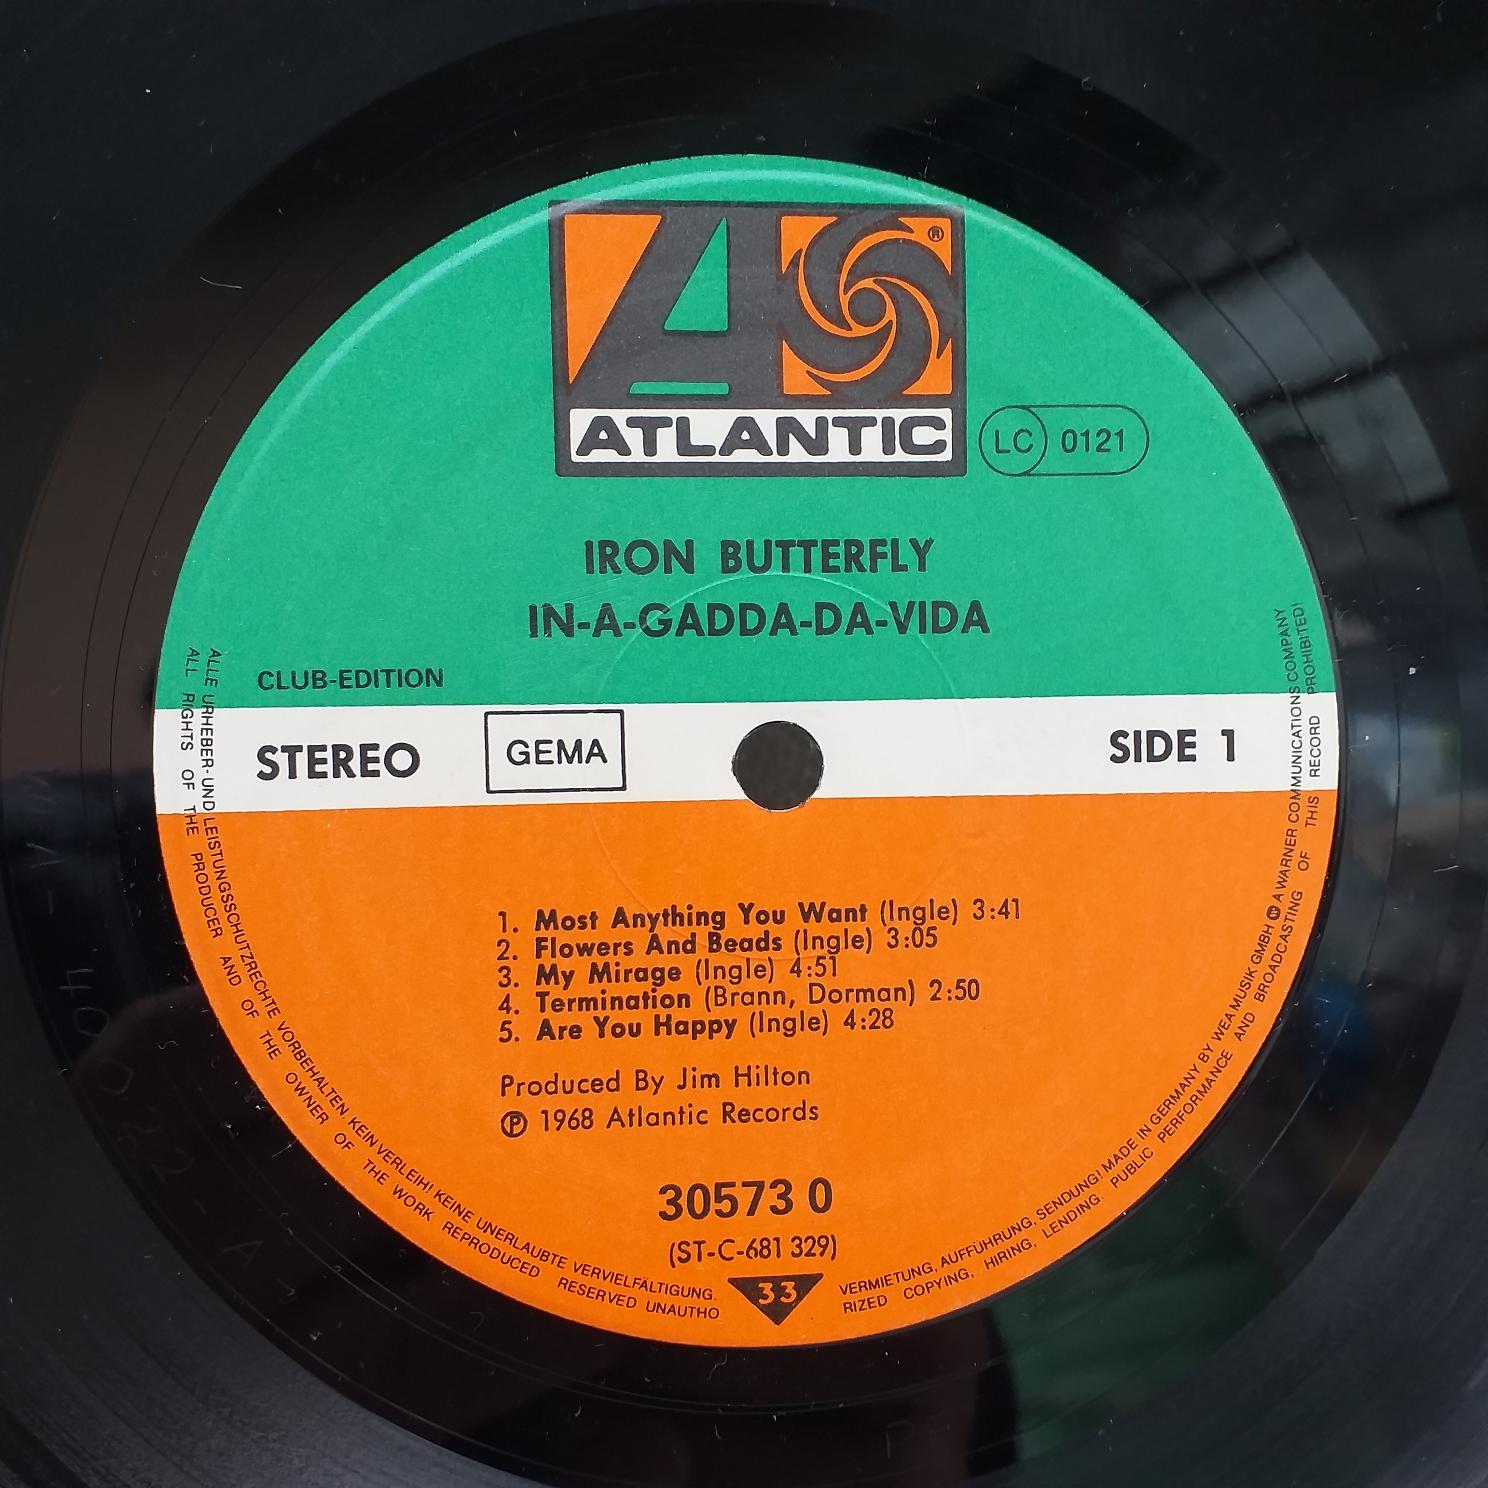 ®
ATLANTIC
LC 0121
IRON BUTTERFLY
IN-A-GADDA-DA-VIDA
CLUB-EDITION
STEREO
GEMA
SIDE 1
1. Most Anything You Want (Ingle) 3:41
2. Flowers And Beads (Ingle) 3:05
3. My Mirage (Ingle) 4:51
4. Termination (Brann, Dorman) 2:50
5. Are You Happy (Ingle) 4:28
Produced By Jim Hilton
℗ 1968 Atlantic Records
30573 0
(ST-C-681 329)
33
ALLE URHEBER- UND LEISTUNGSSCHUTZRECHTE VORBEHALTEN. KEIN VERLEIH! KEINE UNERLAUBTE VERVIELFÄLTIGUNG. VERMIETUNG, AUFFÜHRUNG, SENDUNG! MADE IN GERMANY BY WEA MUSIK GMBH A WARNER COMMUNICATIONS COMPANY
ALL RIGHTS OF THE PRODUCER AND OF THE OWNER OF THE WORK REPRODUCED RESERVED UNAUTHO RIZED COPYING, HIRING, LENDING. PUBLIC PERFORMANCE AND BROADCASTING OF THIS RECORD PROHIBITED!